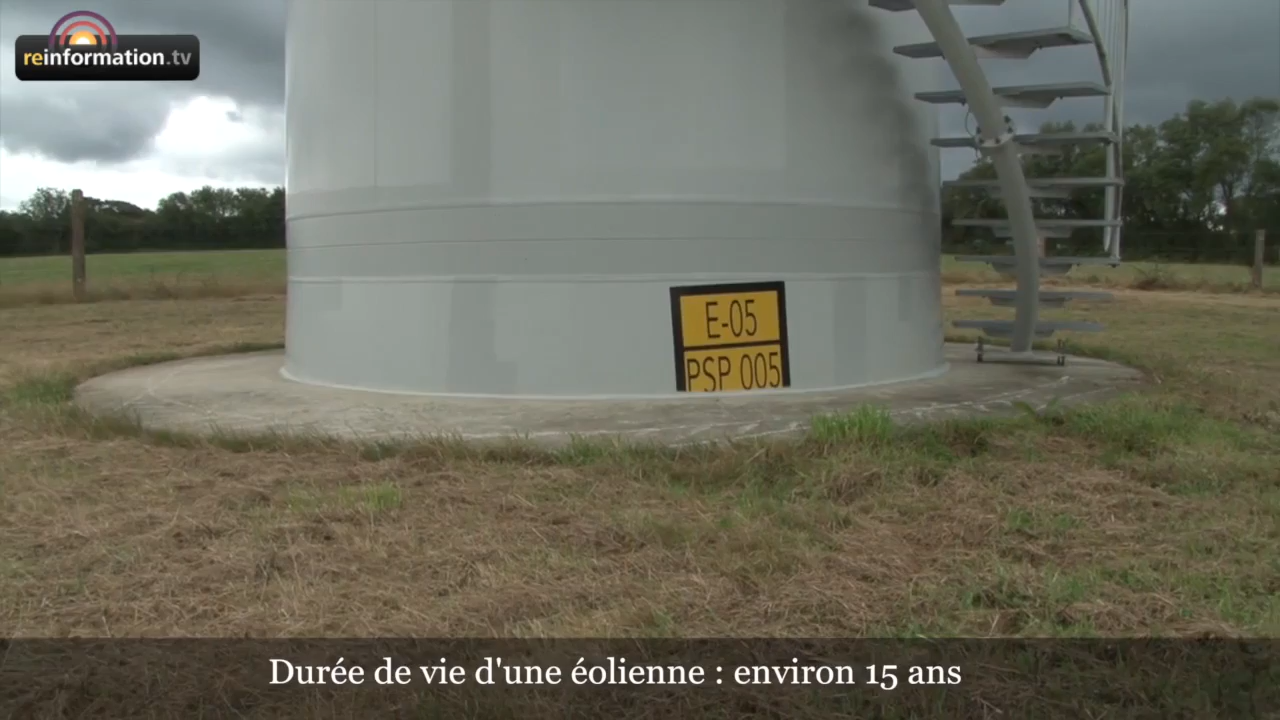 reinformation.tv
E-05
PSP 005
Durée de vie d'une éolienne : environ 15 ans